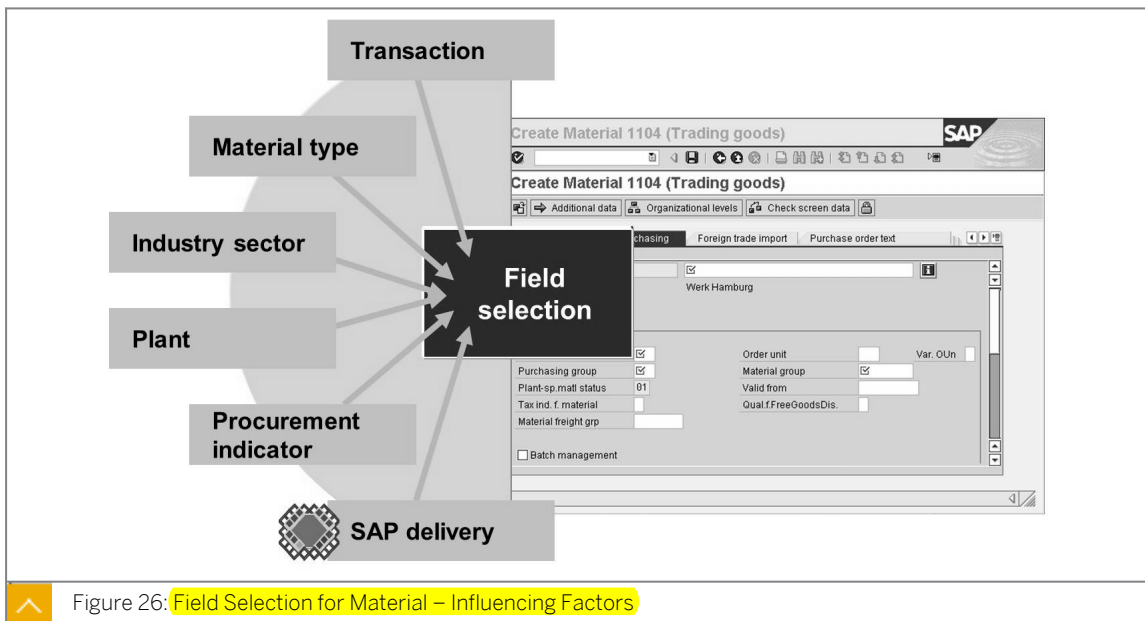 Transaction
Material type
Industry sector
Plant
Procurement
indicator
SAP delivery
Field
selection
Create Material 1104 (Trading goods)
SAP
Create Material 1104 (Trading goods)
Additional data Organizational levels Check screen data
chasing Foreign trade import Purchase order text
Werk Hamburg
Order unit Var. OUn
Purchasing group Material group
Plant-sp.matl status 01 Valid from
Tax ind. f. material Qual.f.FreeGoodsDis.
Material freight grp
Batch management
Figure 26: Field Selection for Material – Influencing Factors